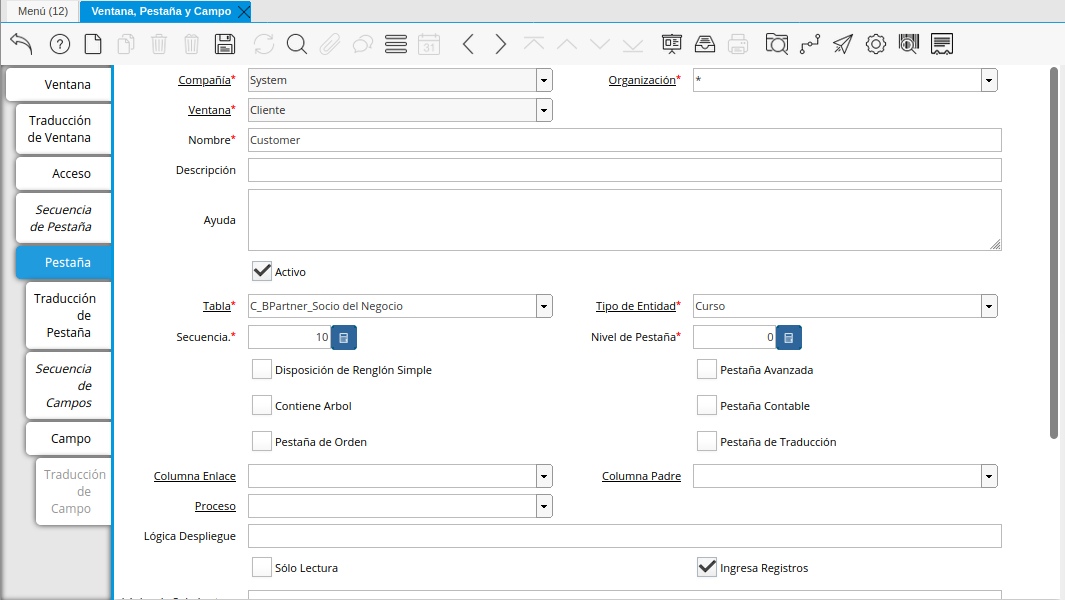 Menú (12)
Ventana, Pestaña y Campo
31
Ventana
Traducción
de Ventana
Acceso
Secuencia
de Pestaña
Pestaña
Traducción
de
Pestaña
Secuencia
de
Campos
Campo
Traducción
de
Campo
Compañía* System Organización* *
Ventana* Cliente
Nombre* Customer
Descripción
Ayuda
Activo
Tabla* C_BPartner_Socio del Negocio Tipo de Entidad* Curso
Secuencia.* 10 Nivel de Pestaña* 0
Disposición de Renglón Simple Pestaña Avanzada
Contiene Arbol Pestaña Contable
Pestaña de Orden Pestaña de Traducción
Columna Enlace Columna Padre
Proceso
Lógica Despliegue
Sólo Lectura Ingresa Registros